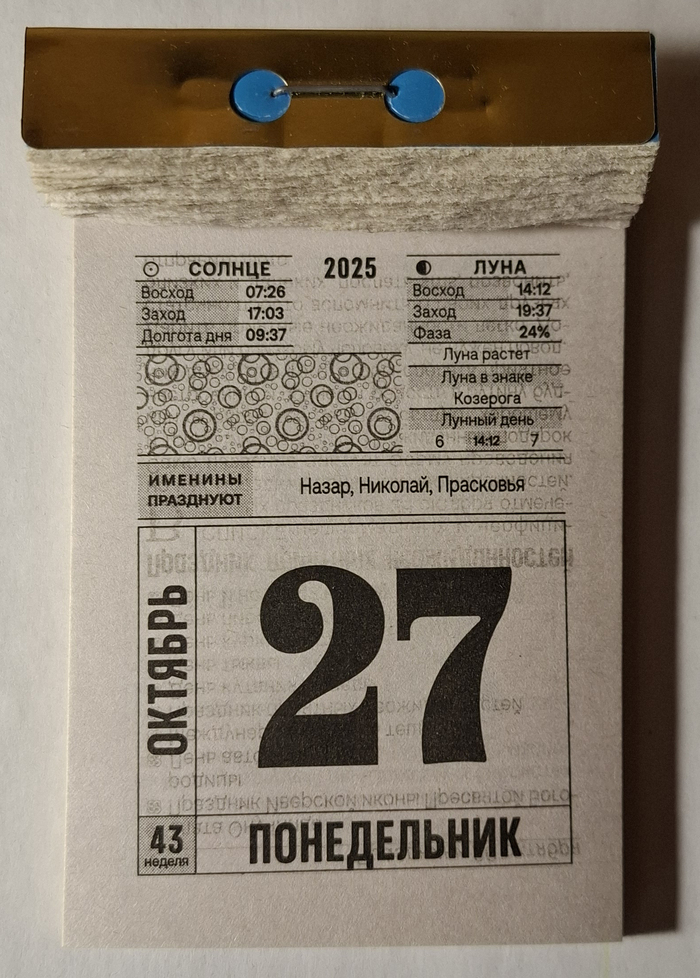 СОЛНЦЕ
Восход 07:26
Заход 17:03
Долгота дня 09:37
2025
ЛУНА
Восход 14:12
Заход 19:37
Фаза 24%
Луна растет
Луна в знаке
Козерога
Лунный день
6 14:12 7
ИМЕНИНЫ
ПРАЗДНУЮТ
Назар, Николай, Прасковья
ОКТЯБРЬ
27
43
неделя
ПОНЕДЕЛЬНИК